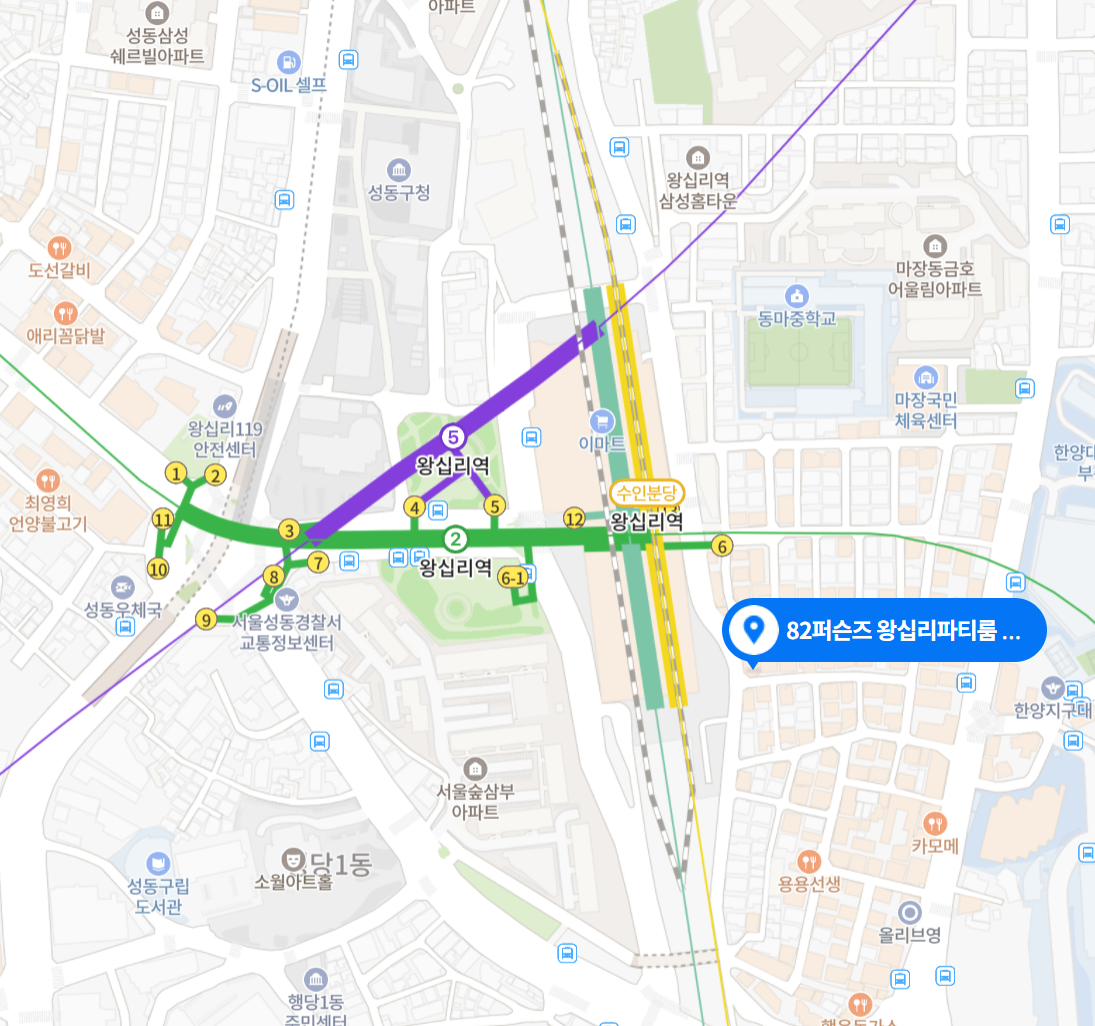 아파트
성동삼성
쉐르빌아파트
S-OIL 셀프
성동구청
왕십리역
삼성홈타운
도선갈비
마장동금호
어울림아파트
애리꼼닭발
동마중학교
마장국민
체육센터
왕십리119
안전센터
이마트
5
왕십리역
한양대
부
최영희
언양불고기
1
2
수인분당
왕십리역
4
5
11
12
3
2
왕십리역
6
10
8
7
6-1
성동우체국
9
서울성동경찰서
교통정보센터
82퍼슨즈 왕십리파티룸 ...
한양지구대
서울숲삼부
아파트
카모메
당1동
소월아트홀
성동구립
도서관
용용선생
올리브영
행당1동
주민센터